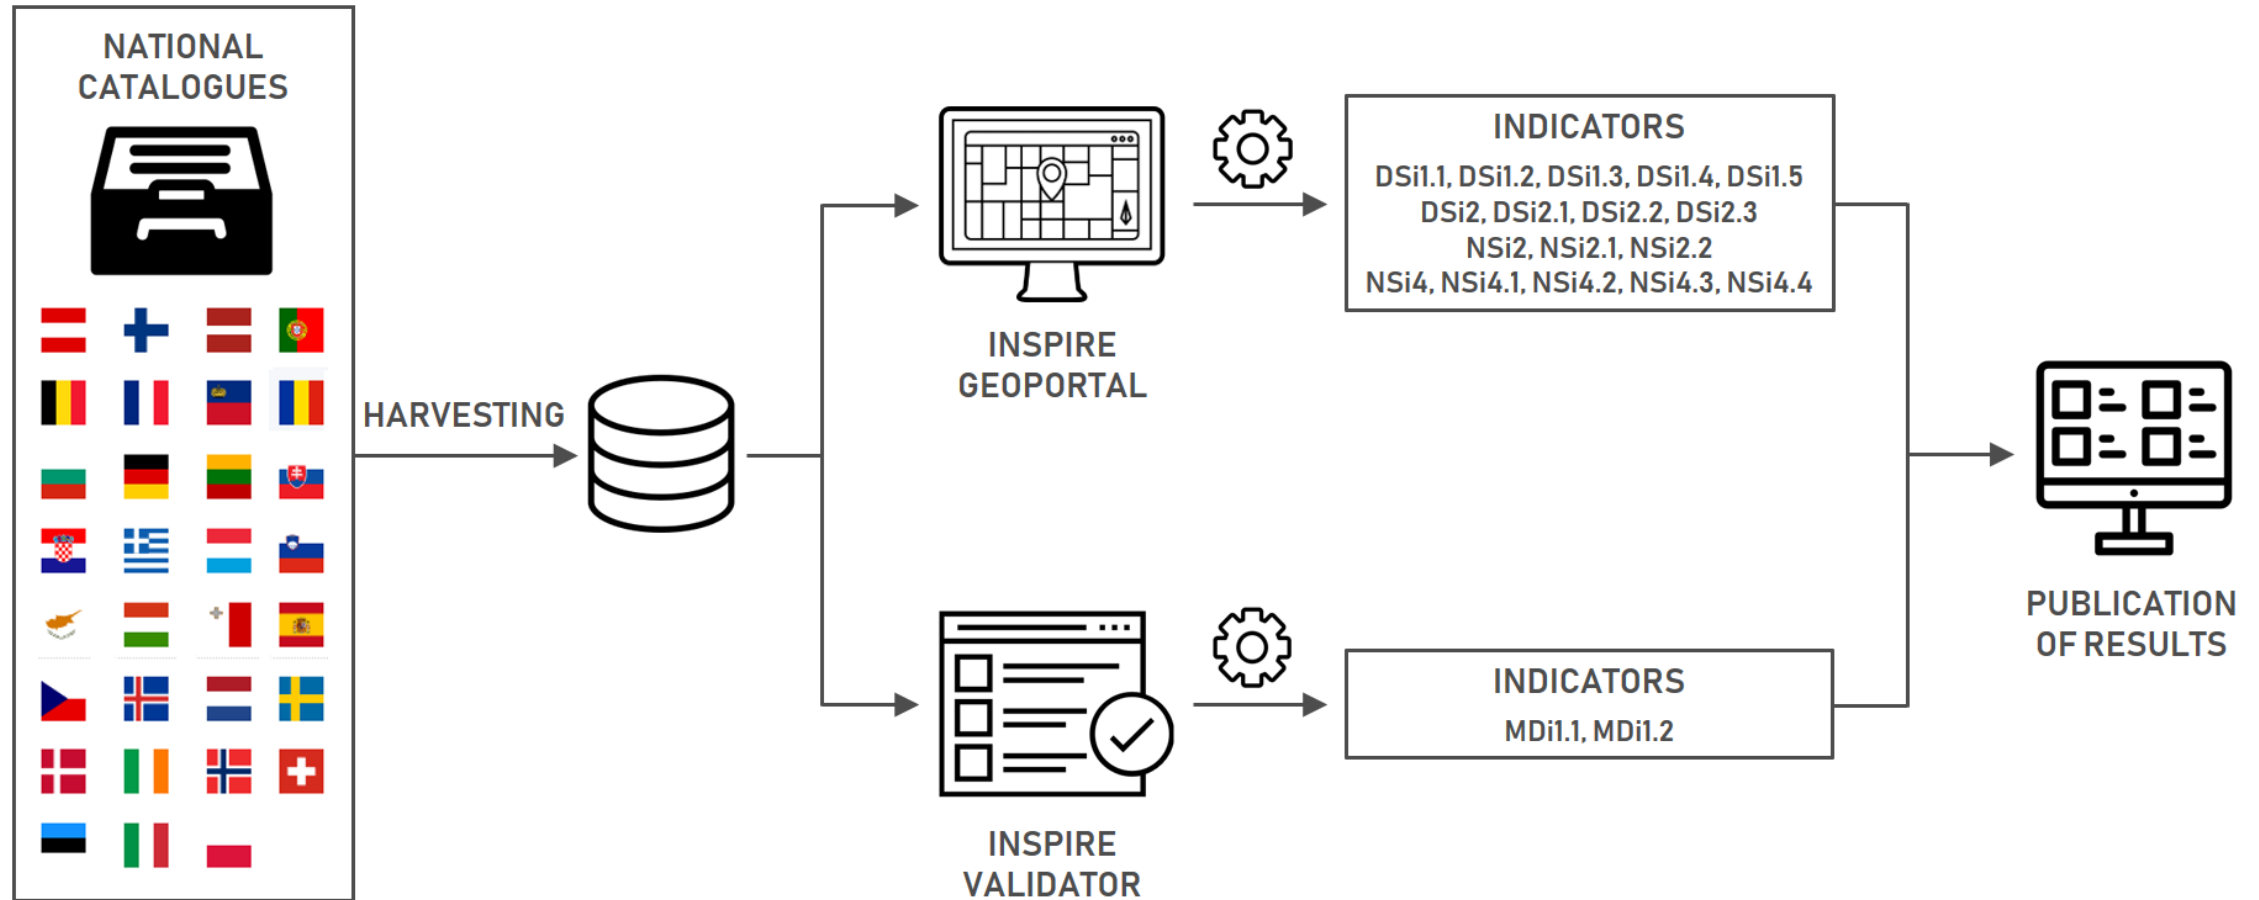 NATIONAL
CATALOGUES
HARVESTING
INSPIRE
GEOPORTAL
INDICATORS
DSi1.1, DSi1.2, DSi1.3, DSi1.4, DSi1.5
DSi2, DSi2.1, DSi2.2, DSi2.3
NSi2, NSi2.1, NSi2.2
NSi4, NSi4.1, NSi4.2, NSi4.3, NSi4.4
INSPIRE
VALIDATOR
INDICATORS
MDi1.1, MDi1.2
PUBLICATION
OF RESULTS